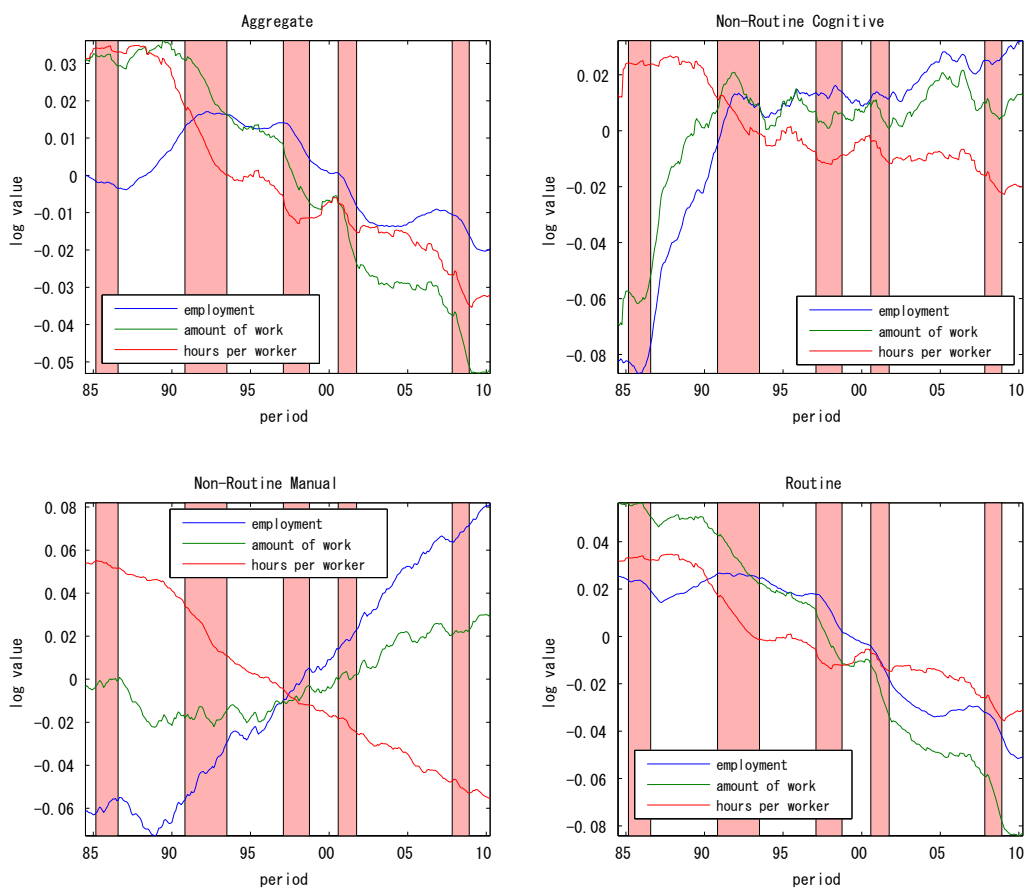 Aggregate
log value
0.03
0.02
0.01
0
-0.01
-0.02
-0.03
-0.04
-0.05
employment
amount of work
hours per worker
85 90 95 00 05 10
period
Non-Routine Cognitive
log value
0.02
0
-0.02
-0.04
-0.06
-0.08
employment
amount of work
hours per worker
85 90 95 00 05 10
period
Non-Routine Manual
log value
0.08
0.06
0.04
0.02
0
-0.02
-0.04
-0.06
employment
amount of work
hours per worker
85 90 95 00 05 10
period
Routine
log value
0.04
0.02
0
-0.02
-0.04
-0.06
-0.08
employment
amount of work
hours per worker
85 90 95 00 05 10
period